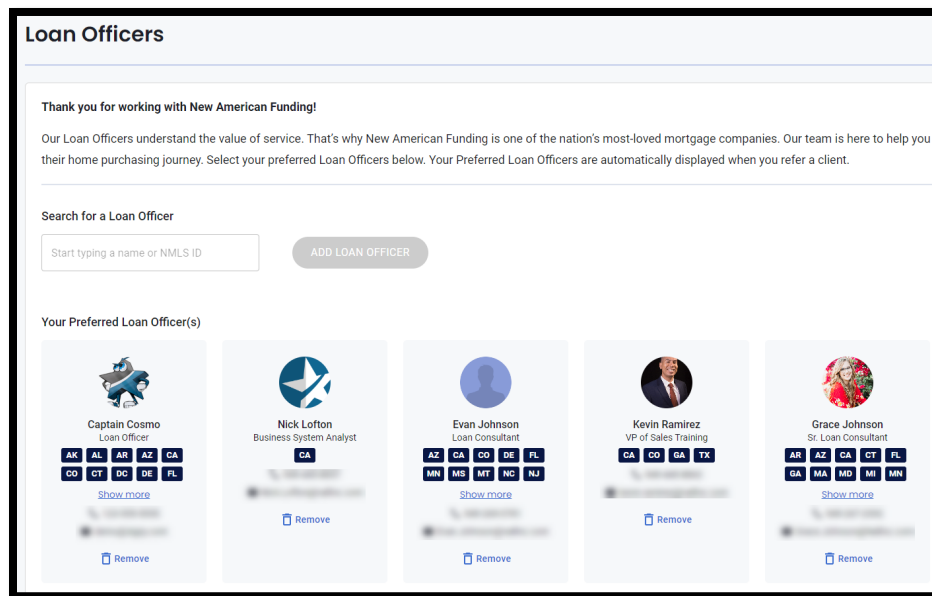 Loan Officers
Thank you for working with New American Funding!
Our Loan Officers understand the value of service. That's why New American Funding is one of the nation's most-loved mortgage companies. Our team is here to help you
their home purchasing journey. Select your preferred Loan Officers below. Your Preferred Loan Officers are automatically displayed when you refer a client.
Search for a Loan Officer
Start typing a name or NMLS ID
ADD LOAN OFFICER
Your Preferred Loan Officer(s)
Captain Cosmo
Loan Officer
AK AL AR AZ CA
CO CT DC DE FL
Show more
Remove
Nick Lofton
Business System Analyst
CA
Remove
Evan Johnson
Loan Consultant
AZ CA CO DE FL
MN MS MT NC NJ
Show more
Remove
Kevin Ramirez
VP of Sales Training
CA CO GA TX
Remove
Grace Johnson
Sr. Loan Consultant
AR AZ CA CT FL
GA MA MD MI MN
Show more
Remove